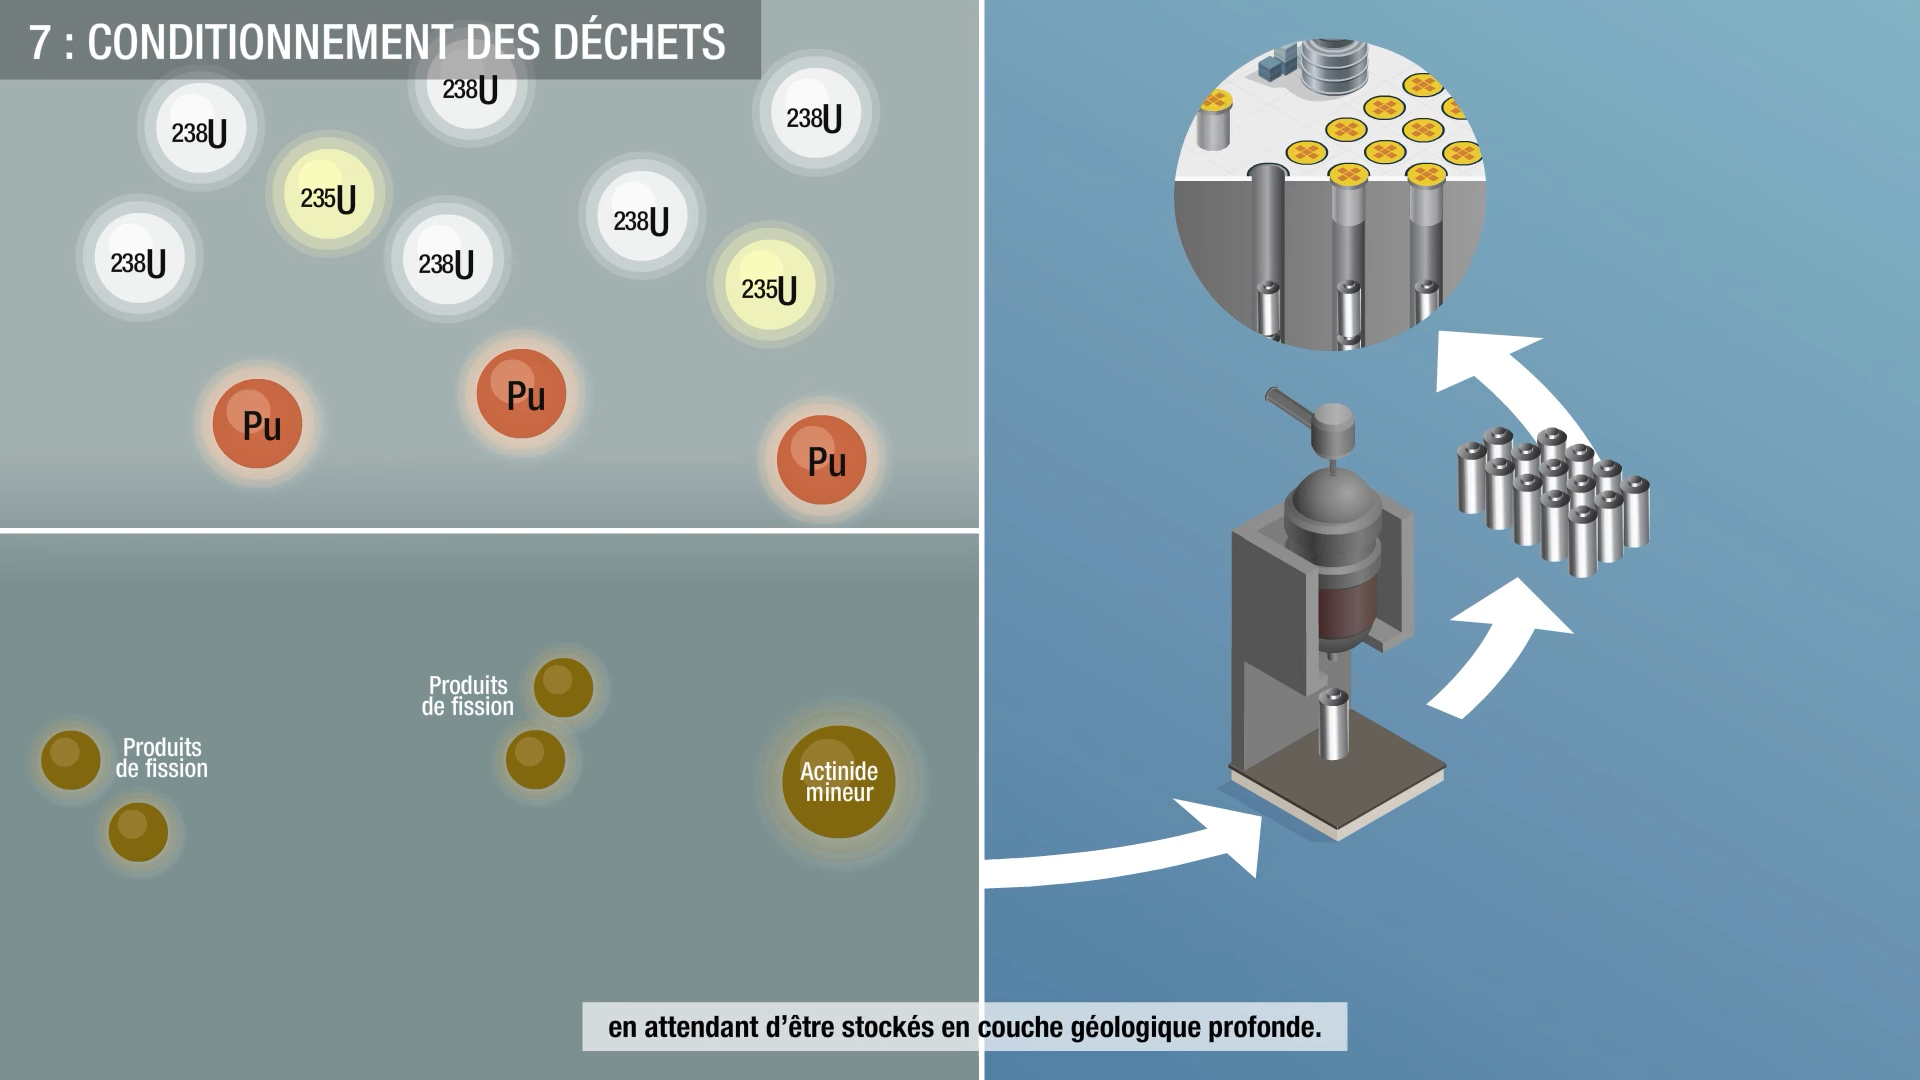 7 : CONDITIONNEMENT DES DÉCHETS
238U
238U
238U
235U
238U
238U
238U
235U
Pu
Pu
Pu
Produits
de fission
Produits
de fission
Actinide
mineur
en attendant d’être stockés en couche géologique profonde.